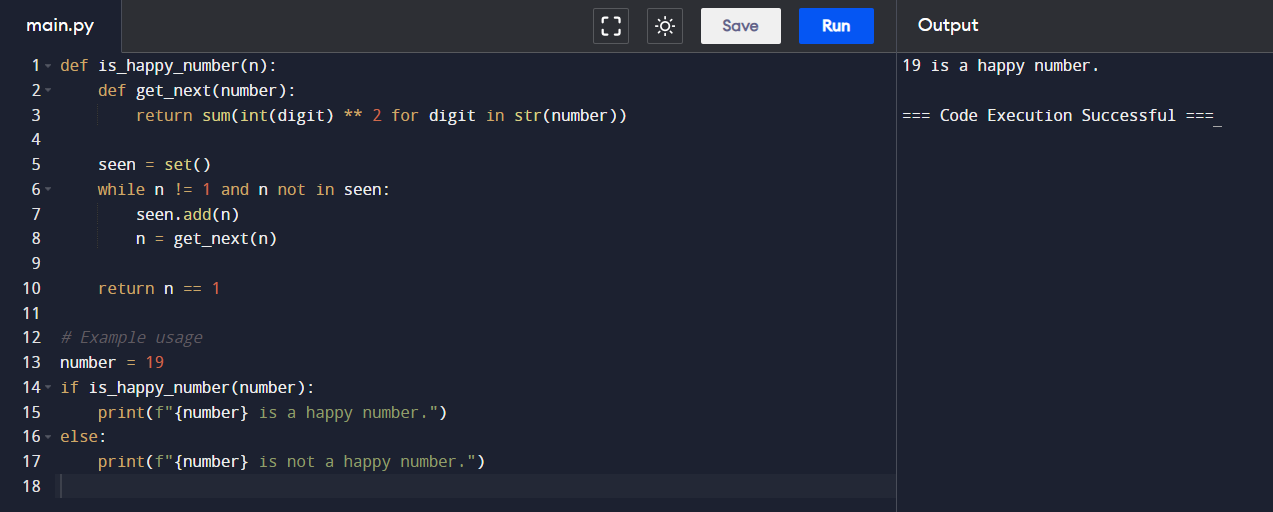 main.py
Save
Run
Output
1 def is_happy_number(n):
2     def get_next(number):
3         return sum(int(digit) ** 2 for digit in str(number))
4
5     seen = set()
6     while n != 1 and n not in seen:
7         seen.add(n)
8         n = get_next(n)
9
10     return n == 1
11
12 # Example usage
13 number = 19
14 if is_happy_number(number):
15     print(f"{number} is a happy number.")
16 else:
17     print(f"{number} is not a happy number.")
18
19 is a happy number.
=== Code Execution Successful ===_